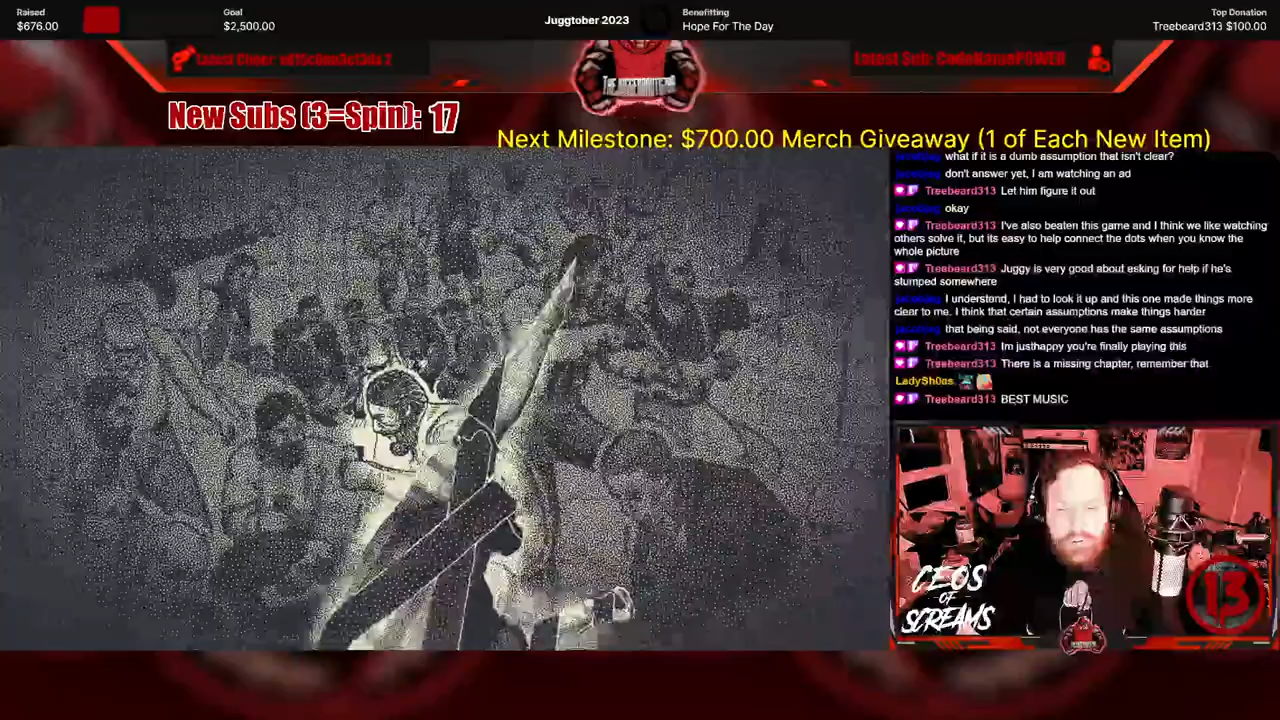 Raised
$676.00
Goal
$2,500.00
Juggtober 2023
Benefitting
Hope For The Day
Top Donation
Treebeard313 $100.00
Latest Sub: CodeNamePOWER
New Subs (3=Spin): 17
Next Milestone: $700.00 Merch Giveaway (1 of Each New Item)
what if it is a dumb assumption that isn't clear?
don't answer yet, I am watching an ad
Treebeard313 Let him figure it out
okay
Treebeard313 I've also beaten this game and I think we like watching
others solve it, but its easy to help connect the dots when you know the
whole picture
Treebeard313 Juggy is very good about asking for help if he's
stumped somewhere
I understand, I had to look it up and this one made things more
clear to me. I think that certain assumptions make things harder
that being said, not everyone has the same assumptions
Treebeard313 Im justhappy you're finally playing this
Treebeard313 There is a missing chapter, remember that
LadySh0es
Treebeard313 BEST MUSIC
CEOS
OF
SCREAMS
13